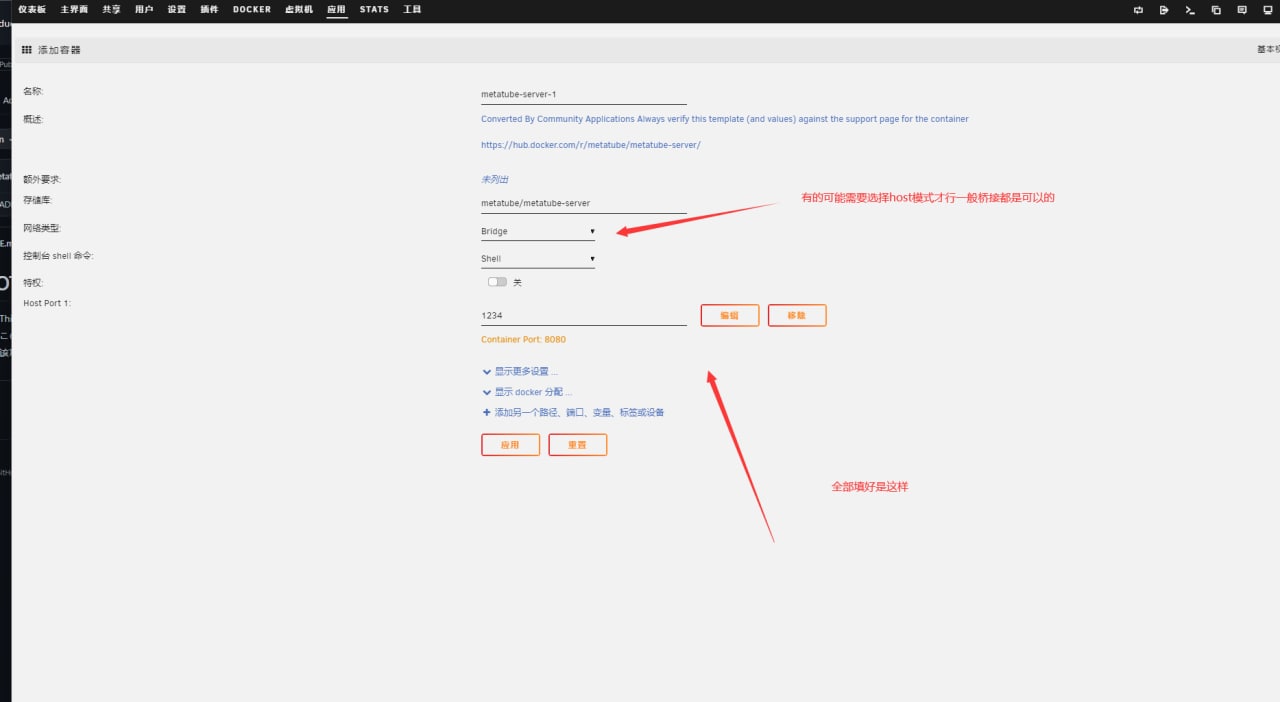 仪表板 主界面 共享 用户 设置 插件 DOCKER 虚拟机 应用 STATS 工具
添加容器
基本视
名称:
metatube-server-1
概述:
Converted By Community Applications Always verify this template (and values) against the support page for the container
https://hub.docker.com/r/metatube/metatube-server/
额外要求:
未列出
存储库:
metatube/metatube-server
有的可能需要选择host模式才行一般桥接都是可以的
网络类型:
Bridge
控制台 shell 命令:
Shell
特权:
关
Host Port 1:
1234
编辑
移除
Container Port: 8080
显示更多设置 ...
显示 docker 分配 ...
添加另一个路径、端口、变量、标签或设备
应用
重置
全部填好是这样